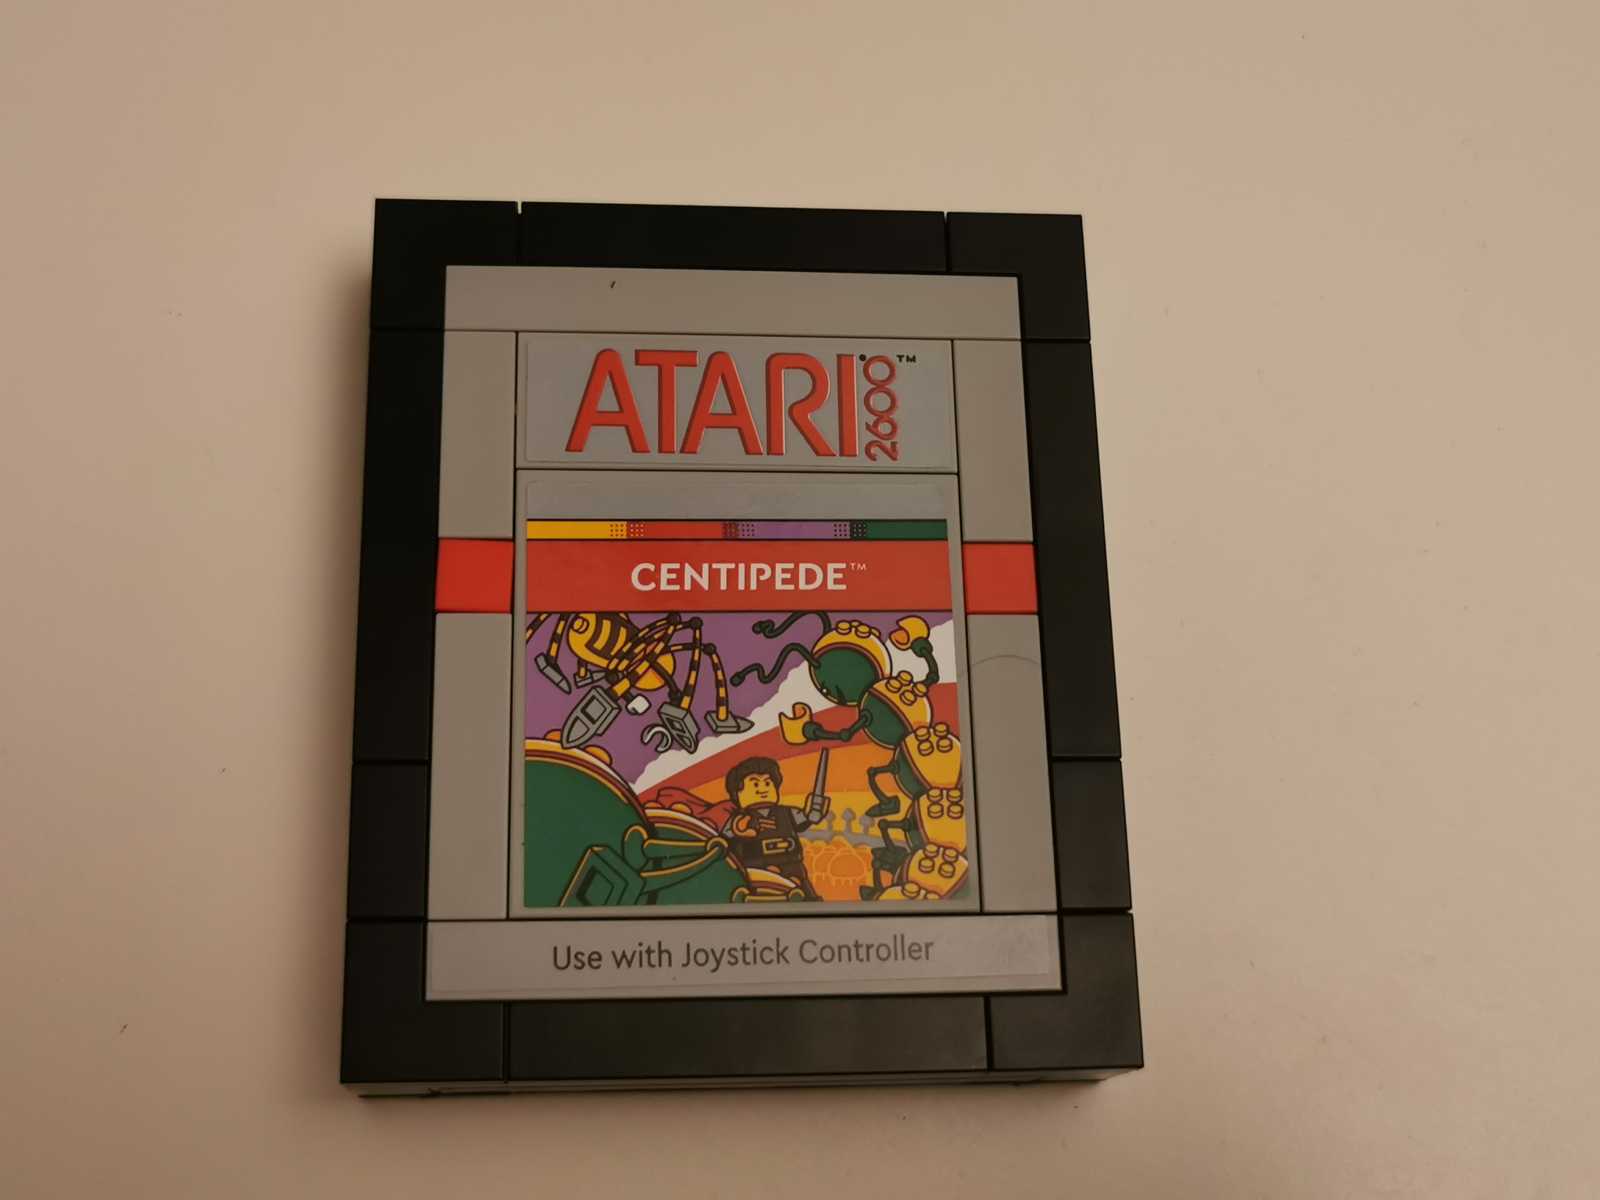 ATARI® 2600™
CENTIPEDE™
Use with Joystick Controller